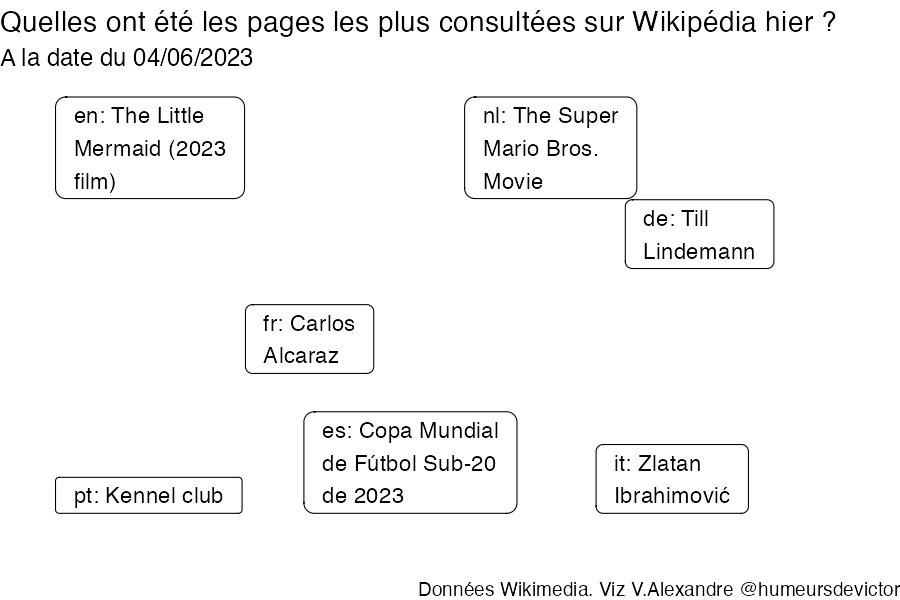 Quelles ont été les pages les plus consultées sur Wikipédia hier ?
A la date du 04/06/2023
en: The Little
Mermaid (2023
film)
nl: The Super
Mario Bros.
Movie
de: Till
Lindemann
fr: Carlos
Alcaraz
es: Copa Mundial
de Fútbol Sub-20
de 2023
it: Zlatan
Ibrahimović
pt: Kennel club
Données Wikimedia. Viz V.Alexandre @humeursdevictor